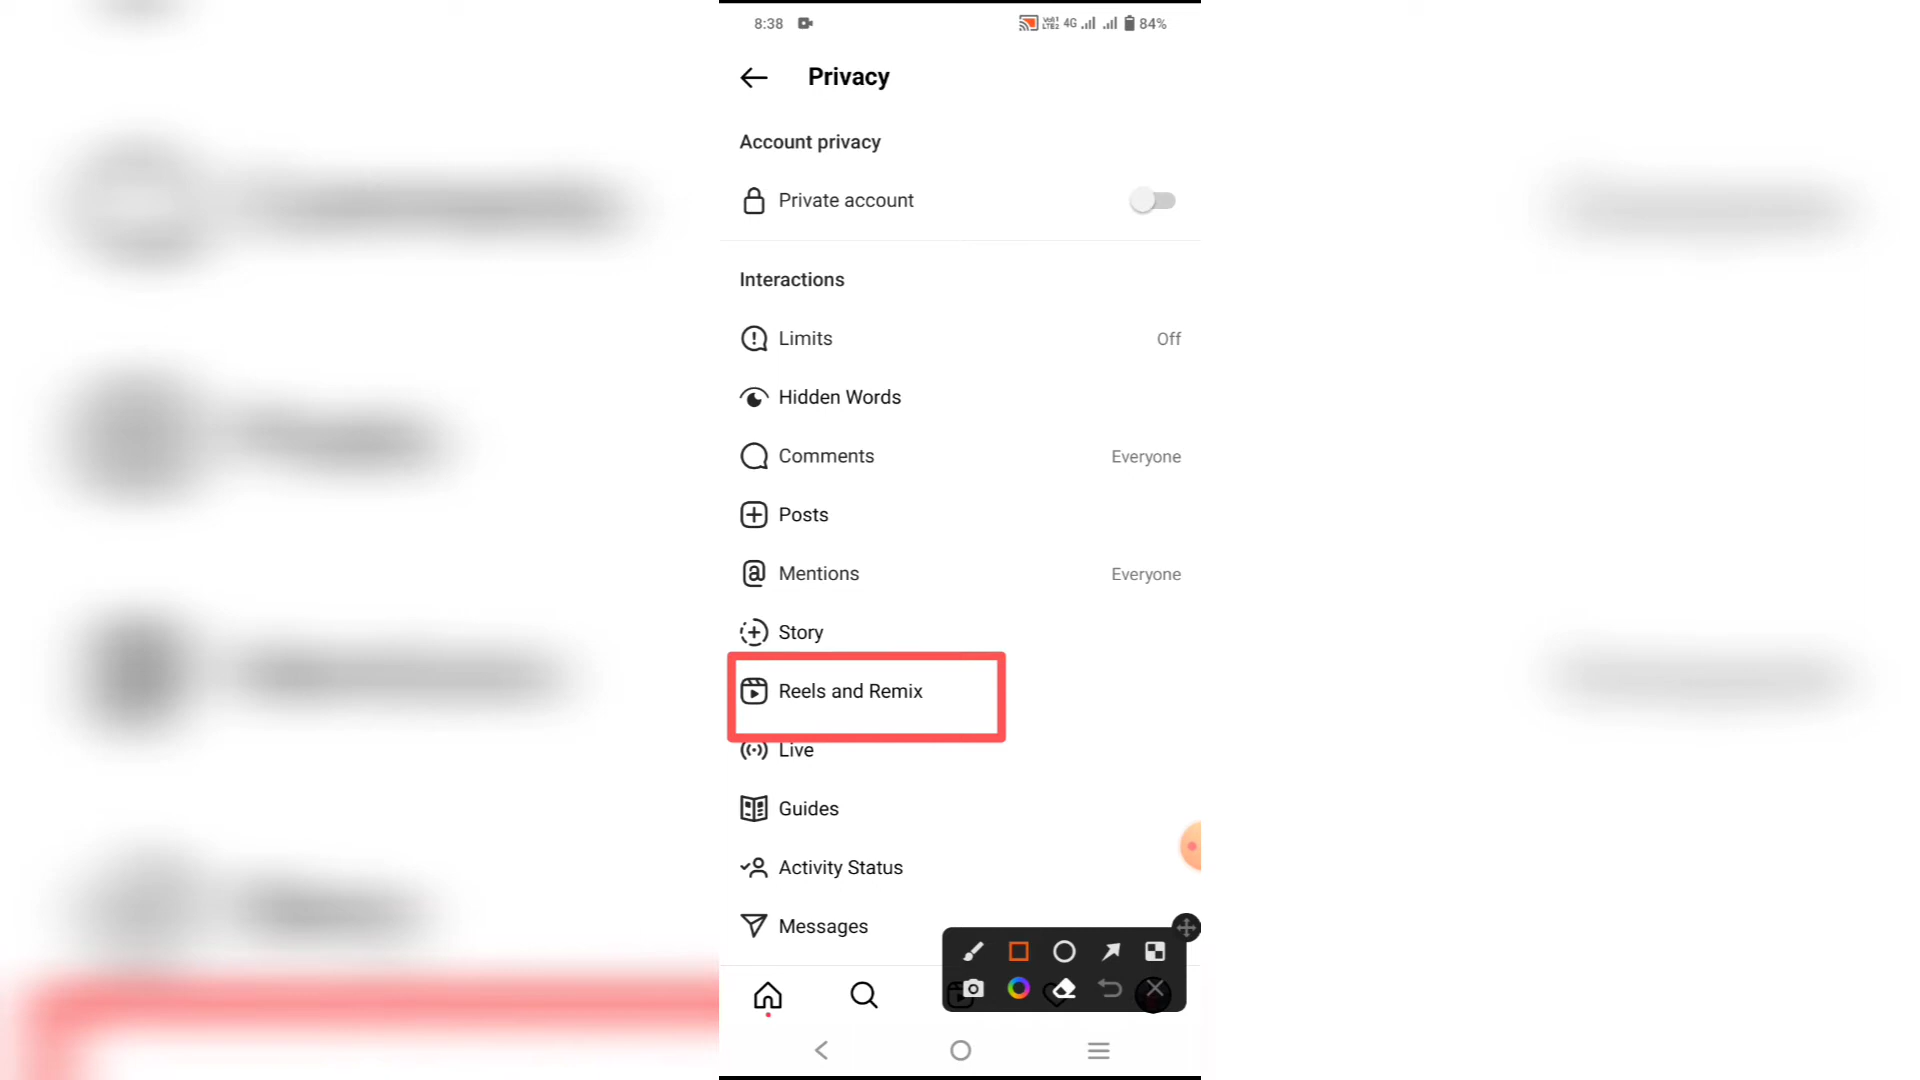 8:38
4G 84%
Privacy
Account privacy
Private account
Interactions
Limits Off
Hidden Words
Comments Everyone
Posts
Mentions Everyone
Story
Reels and Remix
Live
Guides
Activity Status
Messages